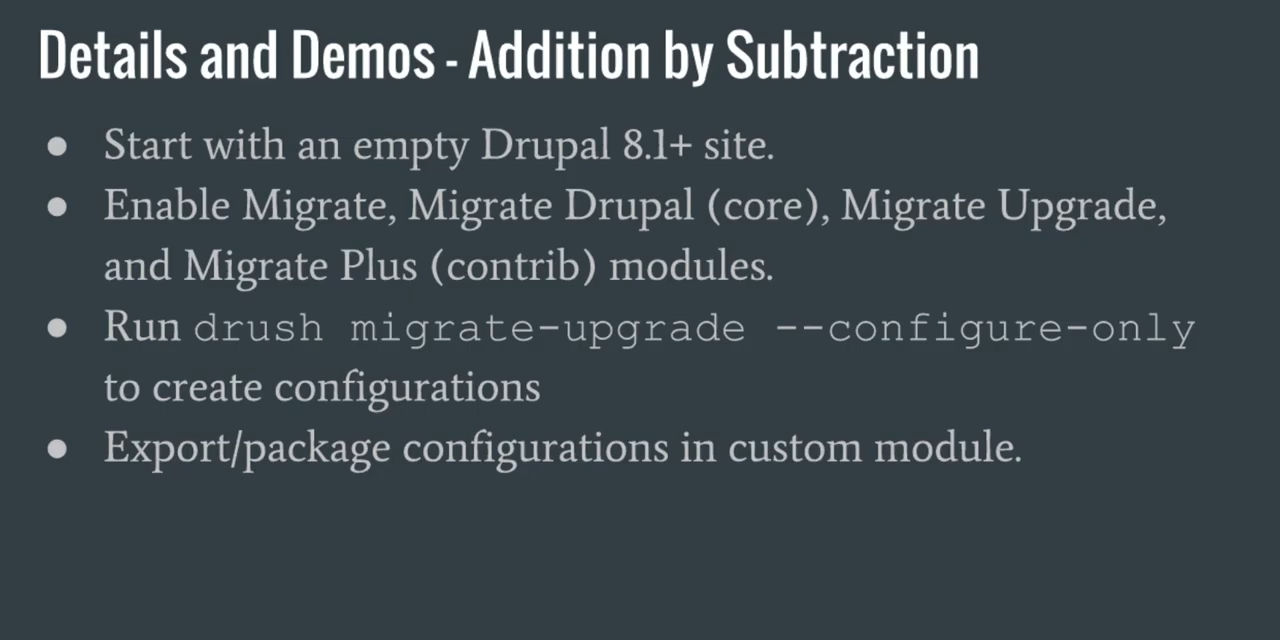 Details and Demos - Addition by Subtraction
● Start with an empty Drupal 8.1+ site.
● Enable Migrate, Migrate Drupal (core), Migrate Upgrade,
and Migrate Plus (contrib) modules.
● Run drush migrate-upgrade --configure-only
to create configurations
● Export/package configurations in custom module.